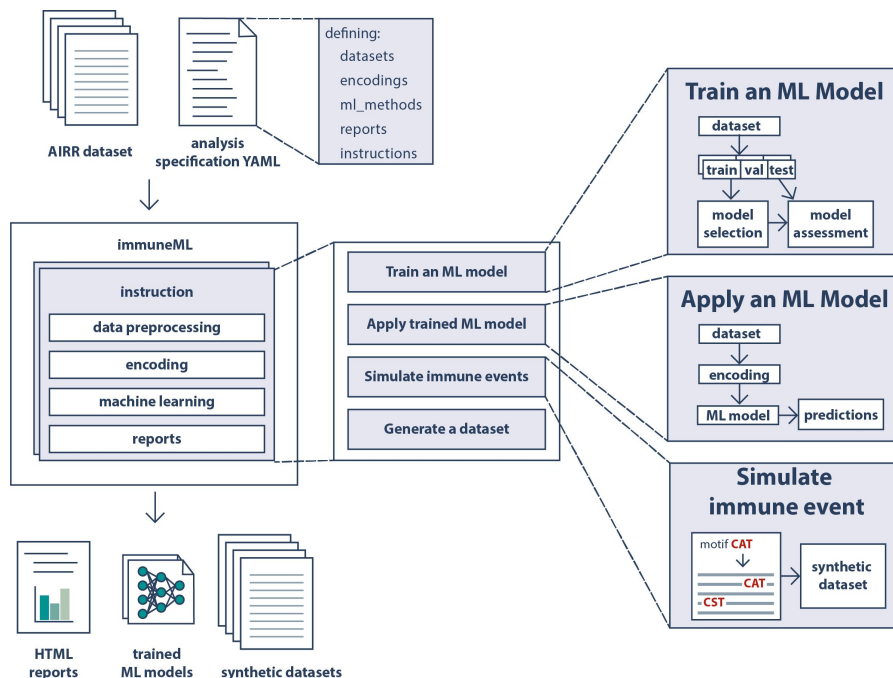 AIRR dataset
analysis
specification YAML
defining:
datasets
encodings
ml_methods
reports
instructions
immuneML
instruction
data preprocessing
encoding
machine learning
reports
Train an ML model
Apply trained ML model
Simulate immune events
Generate a dataset
Train an ML Model
dataset
train val test
model
selection
model
assessment
Apply an ML Model
dataset
encoding
ML model
predictions
Simulate
immune event
motif CAT
CAT
CST
synthetic
dataset
HTML
reports
trained
ML models
synthetic datasets